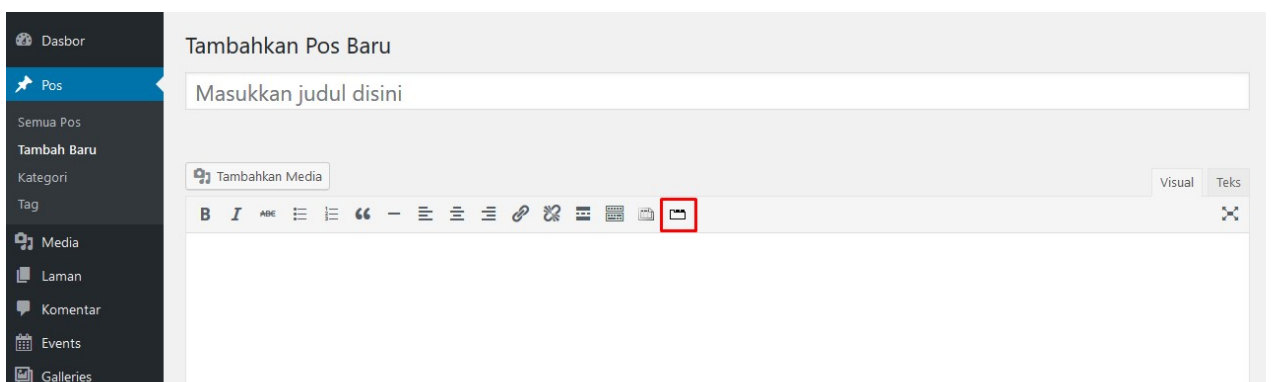 Dasbor
Pos
Semua Pos
Tambah Baru
Kategori
Tag
Media
Laman
Komentar
Events
Galleries
Tambahkan Pos Baru
Masukkan judul disini
Tambahkan Media
Visual Teks
B I ABE